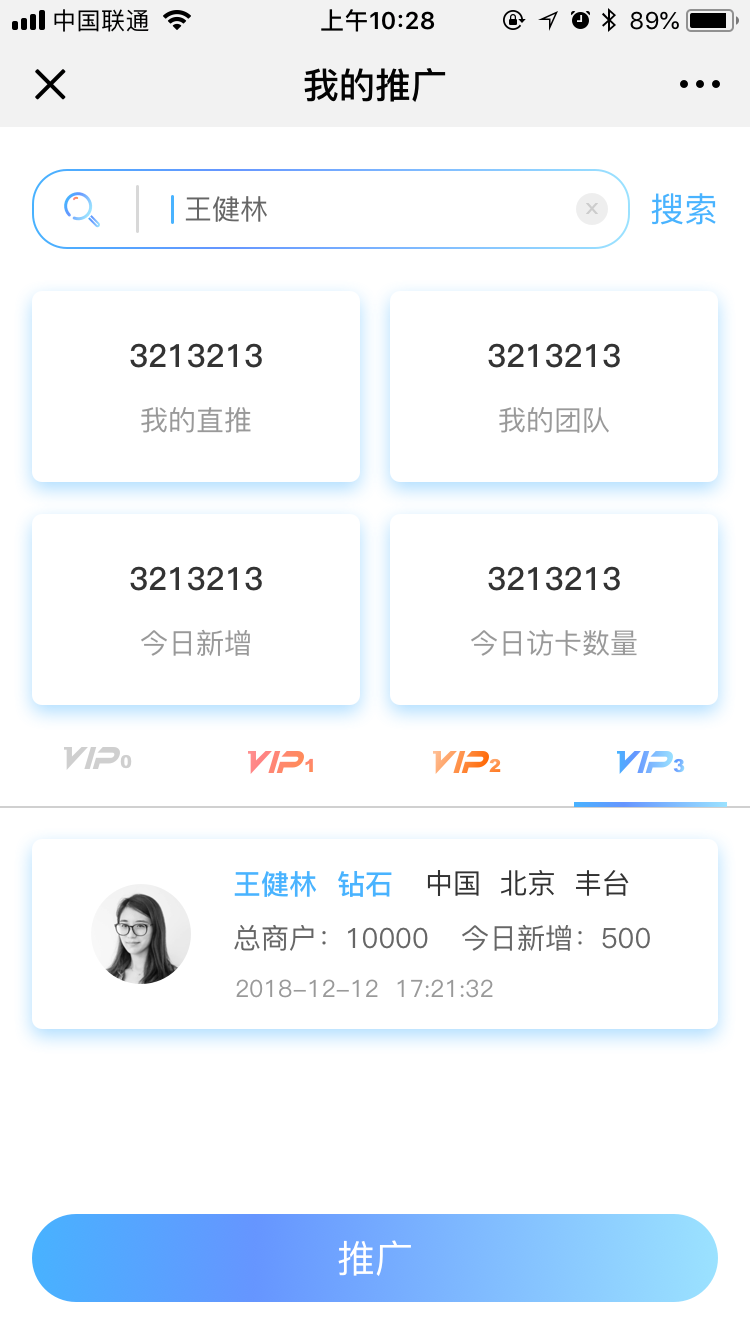 中国联通 上午10:28 89%
我的推广
王健林 搜索
3213213 3213213
我的直推 我的团队
3213213 3213213
今日新增 今日访卡数量
VIP0 VIP1 VIP2 VIP3
王健林 钻石 中国 北京 丰台
总商户：10000 今日新增：500
2018-12-12 17:21:32
推广